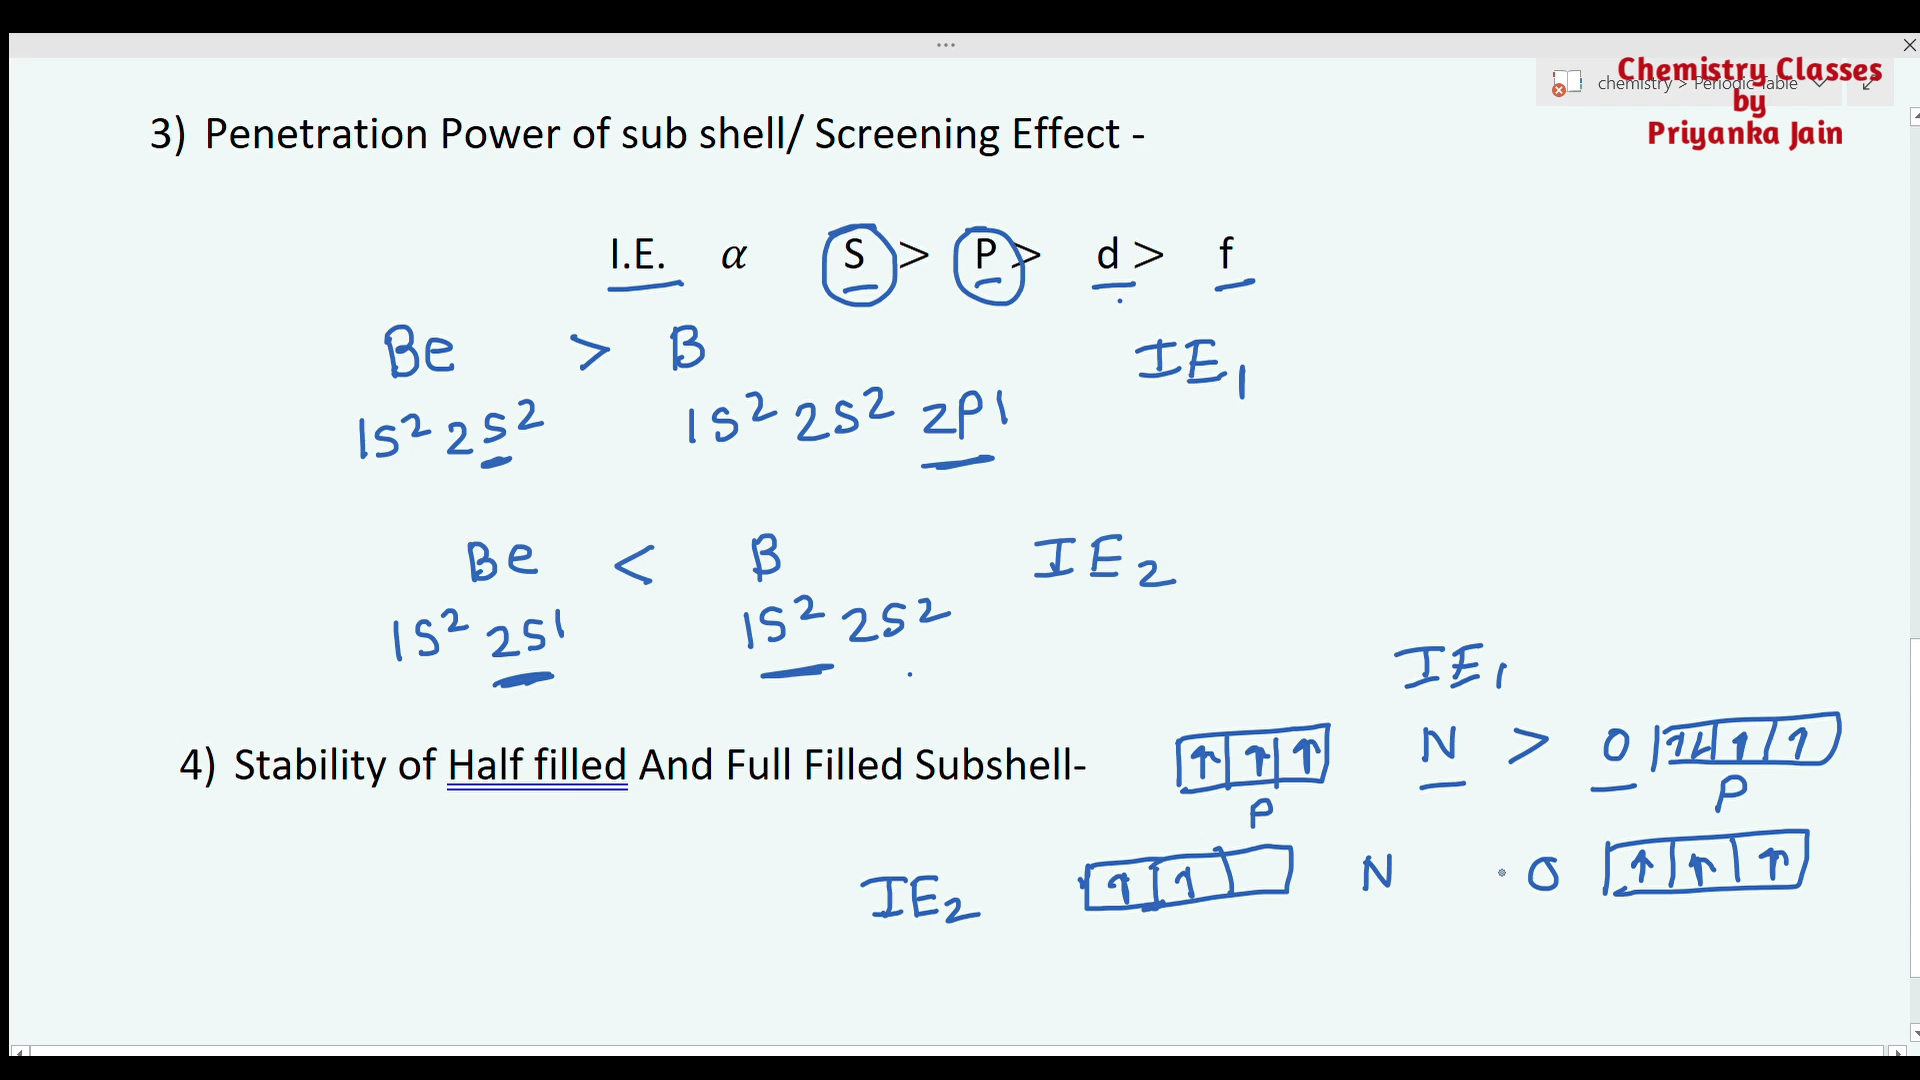 Chemistry Classes
by
Priyanka Jain
chemistry > Periodic Table
3) Penetration Power of sub shell/ Screening Effect -
I.E. α S > P > d > f
Be > B IE₁
1s² 2s² 1s² 2s² 2P¹
Be < B IE₂
1s² 2s¹ 1s² 2s²
IE₁
4) Stability of Half filled And Full Filled Subshell- ↑ ↑ ↑ N > O ↑↓ ↑ ↑
P P
IE₂ ↑ ↑ N O ↑ ↑ ↑